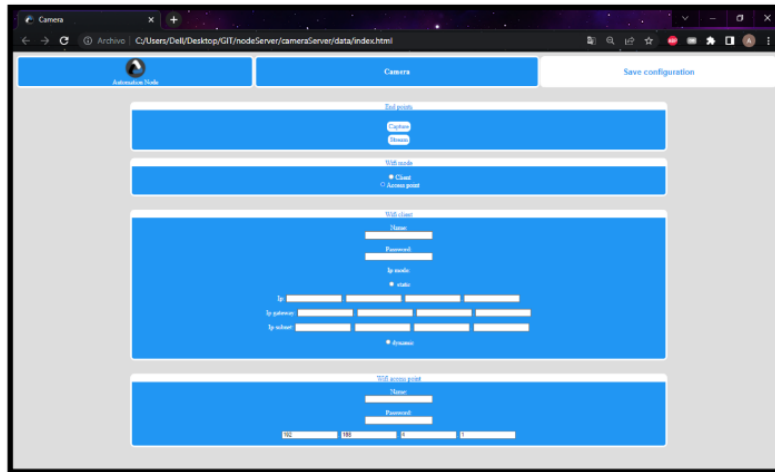 Camera
Archivo C:/Users/Dell/Desktop/GIT/nodeServer/cameraServer/data/index.html
Automation Node
Camera
Save configuration
End points
Capture
Stream
Wifi mode
Client
Access point
Wifi client
Name:
Password:
Ip mode:
static
Ip:
Ip gateway:
Ip subnet:
dynamic
Wifi access point
Name:
Password:
192 168 4 1